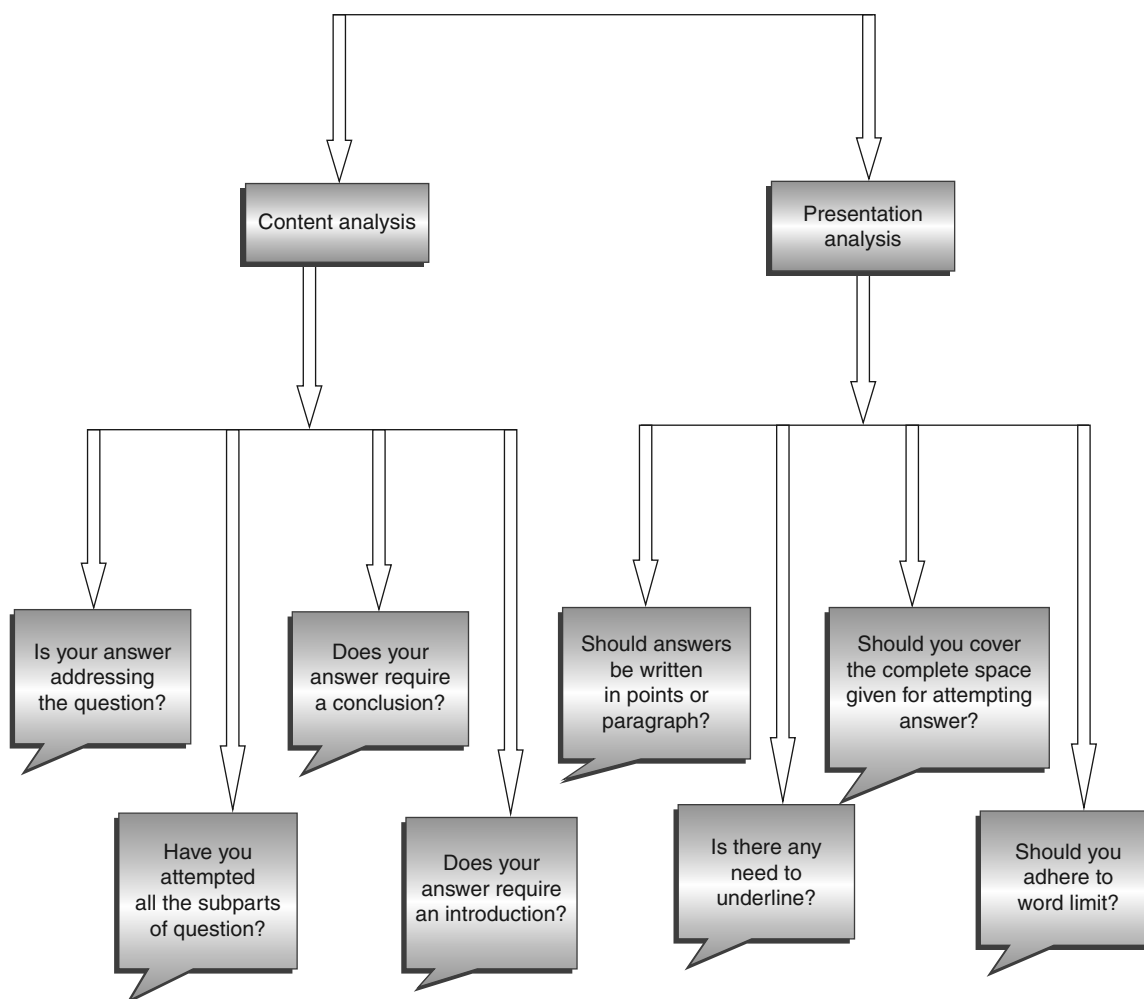 Content analysis
Presentation
analysis
Is your answer
addressing
the question?
Does your
answer require
a conclusion?
Should answers
be written
in points or
paragraph?
Should you cover
the complete space
given for attempting
answer?
Have you
attempted
all the subparts
of question?
Does your
answer require
an introduction?
Is there any
need to
underline?
Should you
adhere to
word limit?